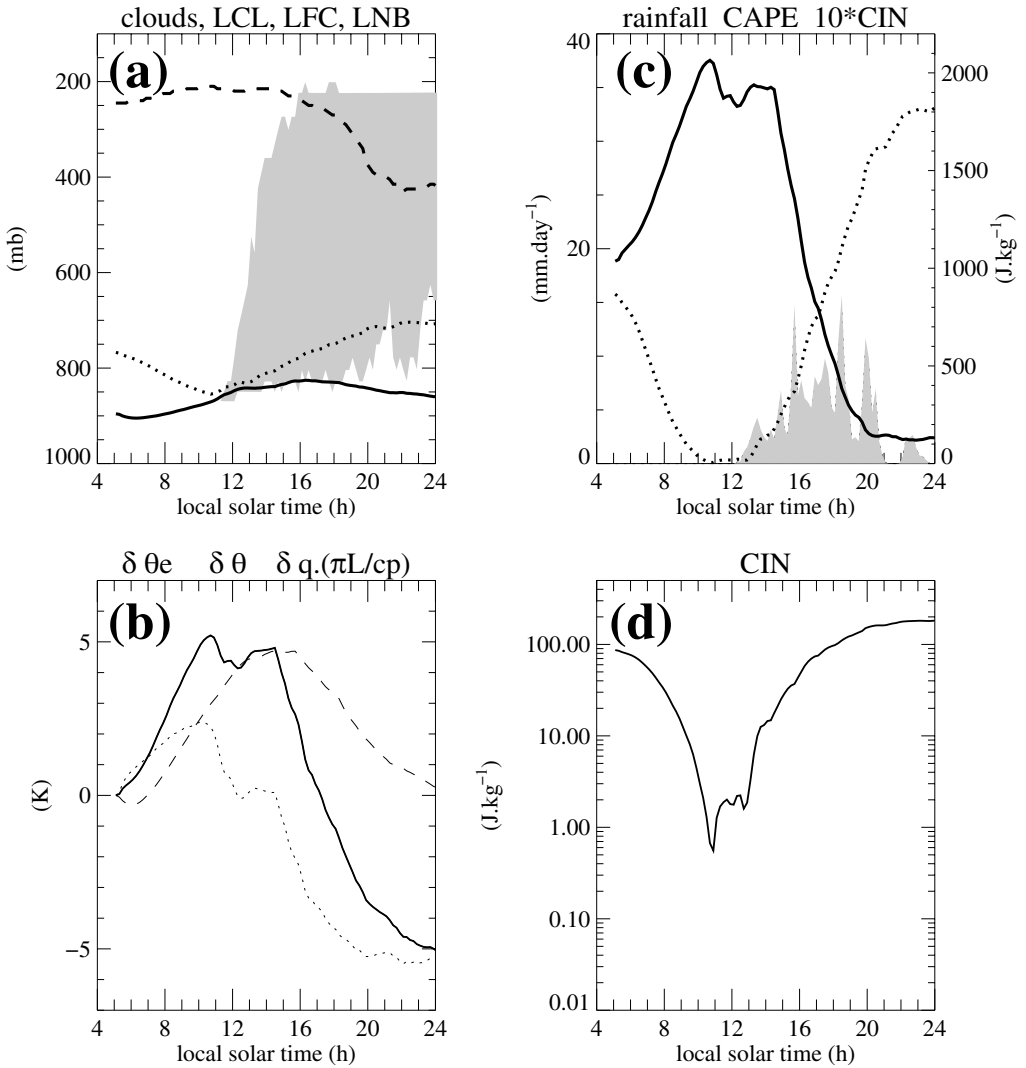 clouds, LCL, LFC, LNB
(a)
200
400
600
800
1000
(mb)
4 8 12 16 20 24
local solar time (h)
rainfall CAPE 10*CIN
(c)
40
20
0
(mm.day⁻¹)
2000
1500
1000
500
0
(J.kg⁻¹)
4 8 12 16 20 24
local solar time (h)
δ θe δ θ δ q.(πL/cp)
(b)
5
0
−5
(K)
4 8 12 16 20 24
local solar time (h)
CIN
(d)
100.00
10.00
1.00
0.10
0.01
(J.kg⁻¹)
4 8 12 16 20 24
local solar time (h)